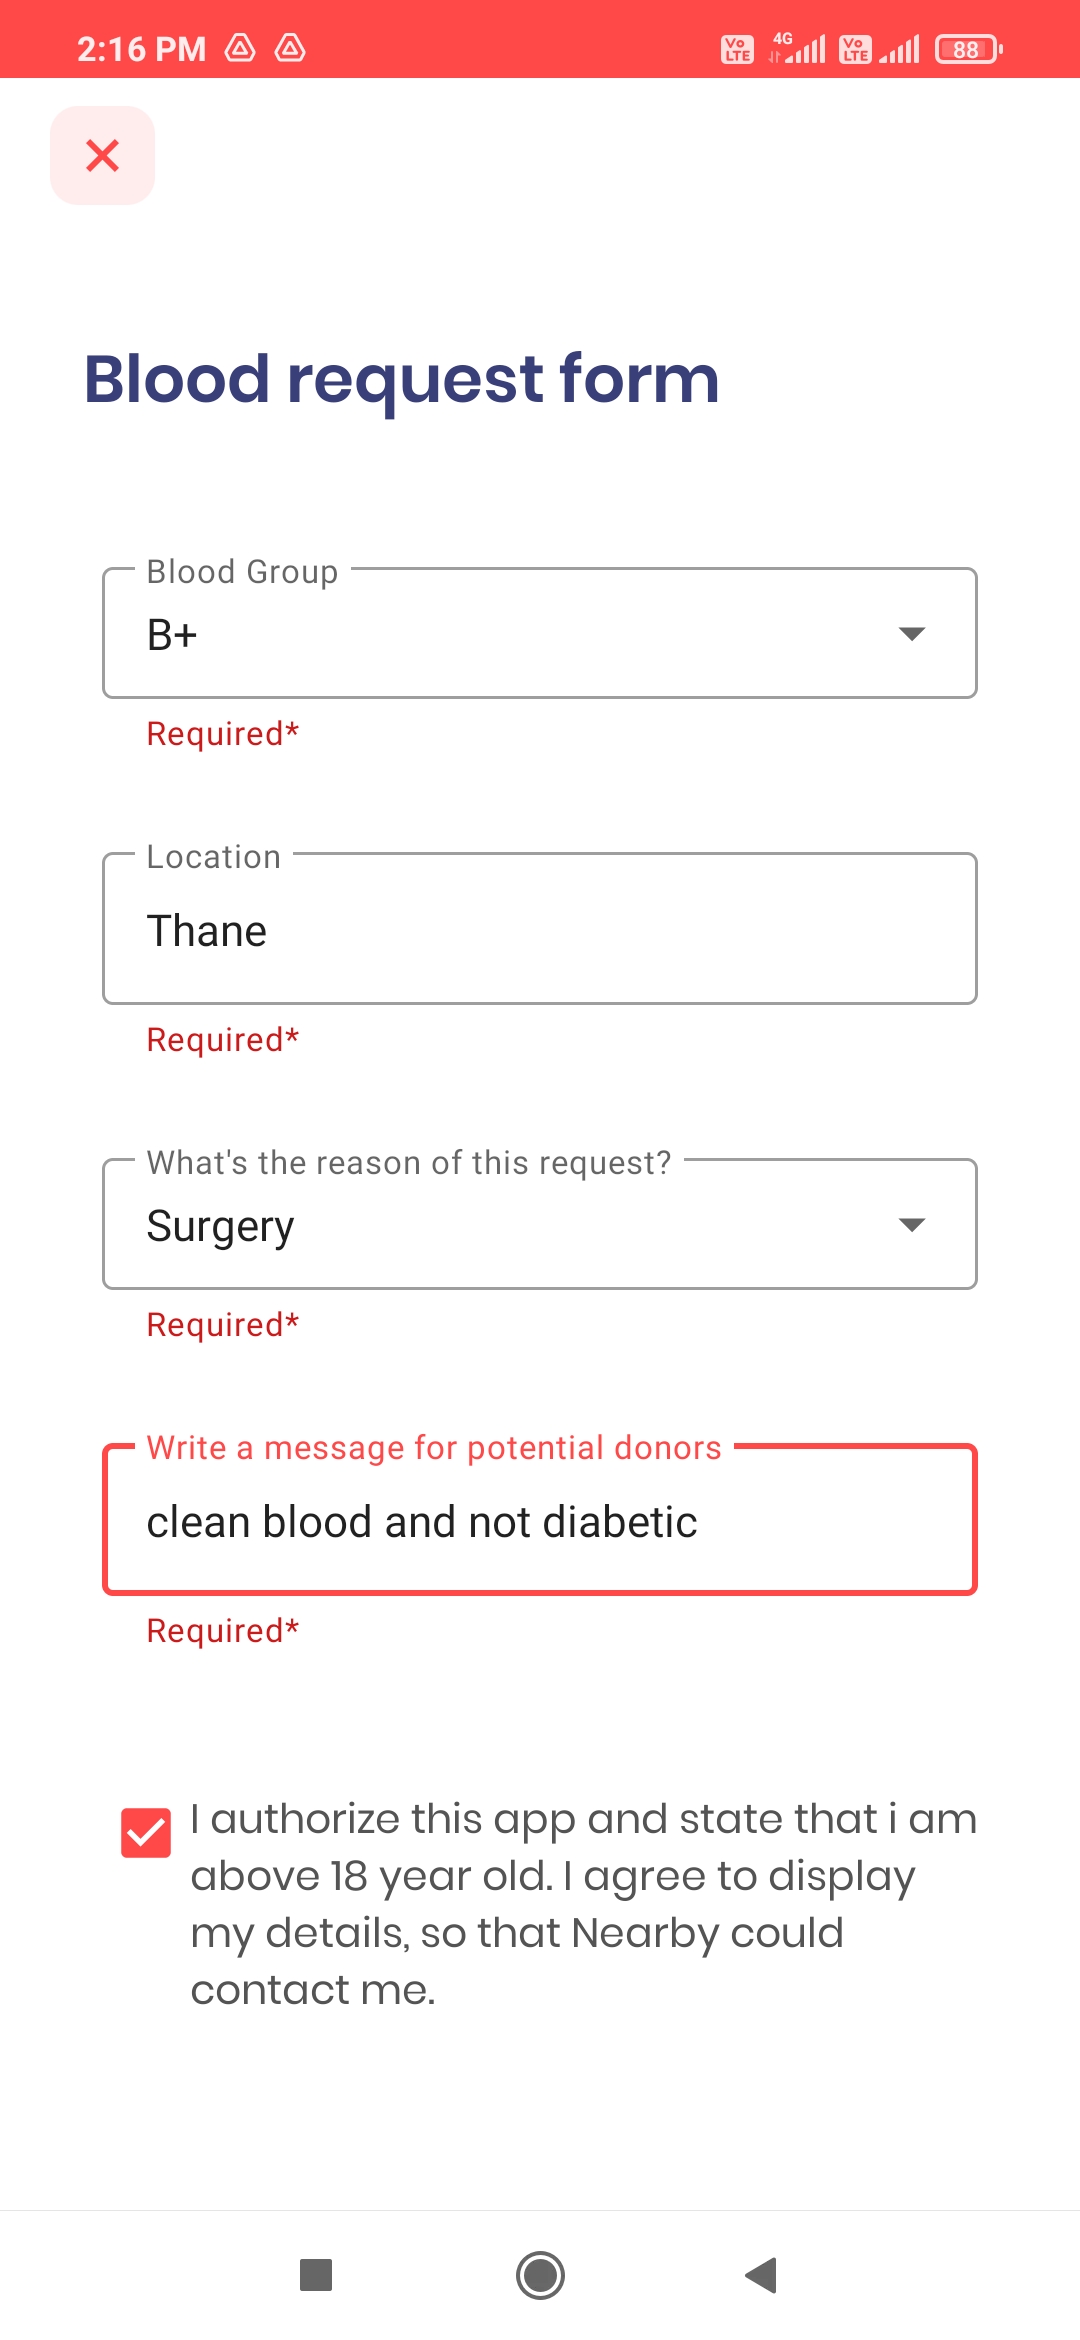 2:16 PM Vo LTE 4G Vo LTE 88
Blood request form
Blood Group
B+
Required*
Location
Thane
Required*
What's the reason of this request?
Surgery
Required*
Write a message for potential donors
clean blood and not diabetic
Required*
I authorize this app and state that i am
above 18 year old. I agree to display
my details, so that Nearby could
contact me.